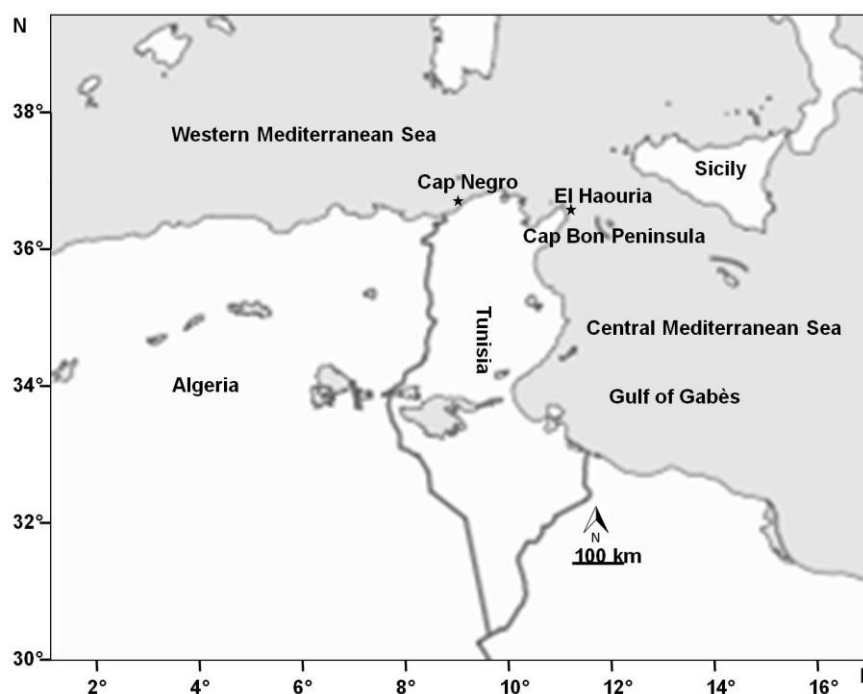 N
38°
Western Mediterranean Sea
Sicily
Cap Negro
El Haouria
36°
Cap Bon Peninsula
Tunisia
Central Mediterranean Sea
34°
Algeria
Gulf of Gabès
32°
N
100 km
30°
2°
4°
6°
8°
10°
12°
14°
16°